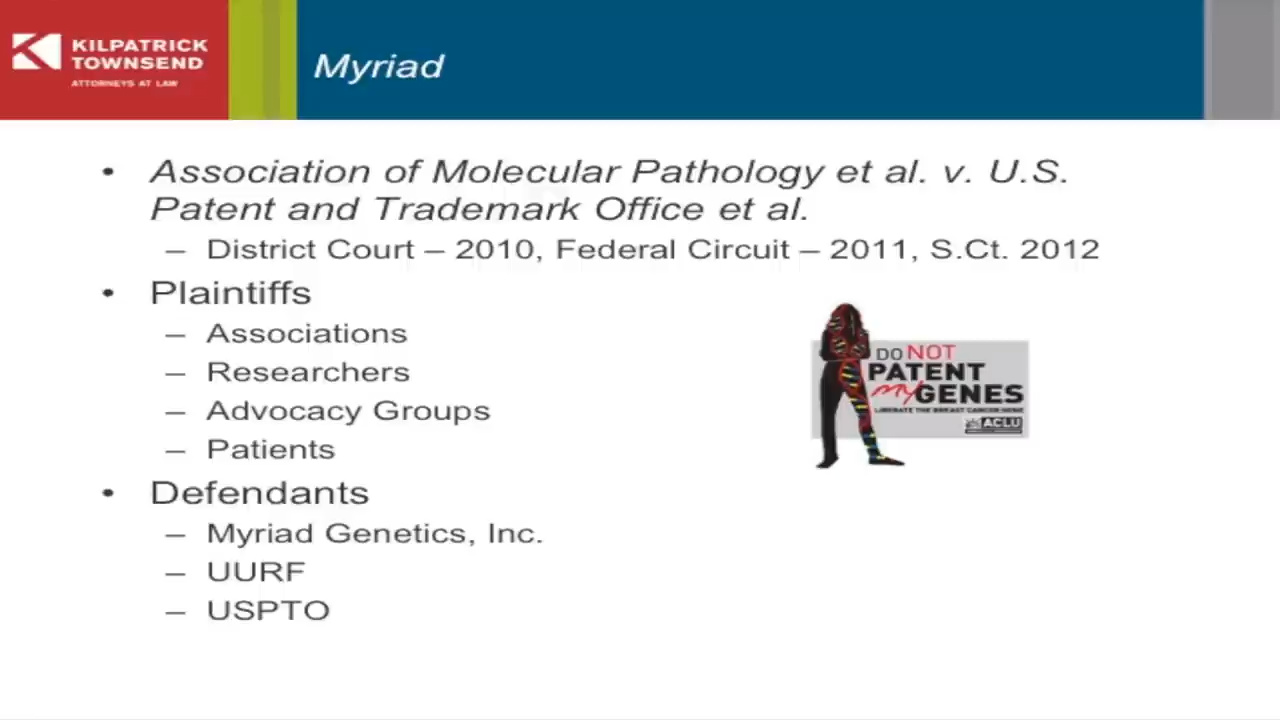 KILPATRICK
TOWNSEND
ATTORNEYS AT LAW
Myriad
• Association of Molecular Pathology et al. v. U.S.
Patent and Trademark Office et al.
– District Court – 2010, Federal Circuit – 2011, S.Ct. 2012
• Plaintiffs
– Associations
– Researchers
– Advocacy Groups
– Patients
• Defendants
– Myriad Genetics, Inc.
– UURF
– USPTO
DO NOT
PATENT
my GENES
LIBERATE THE BREAST CANCER GENE
ACLU